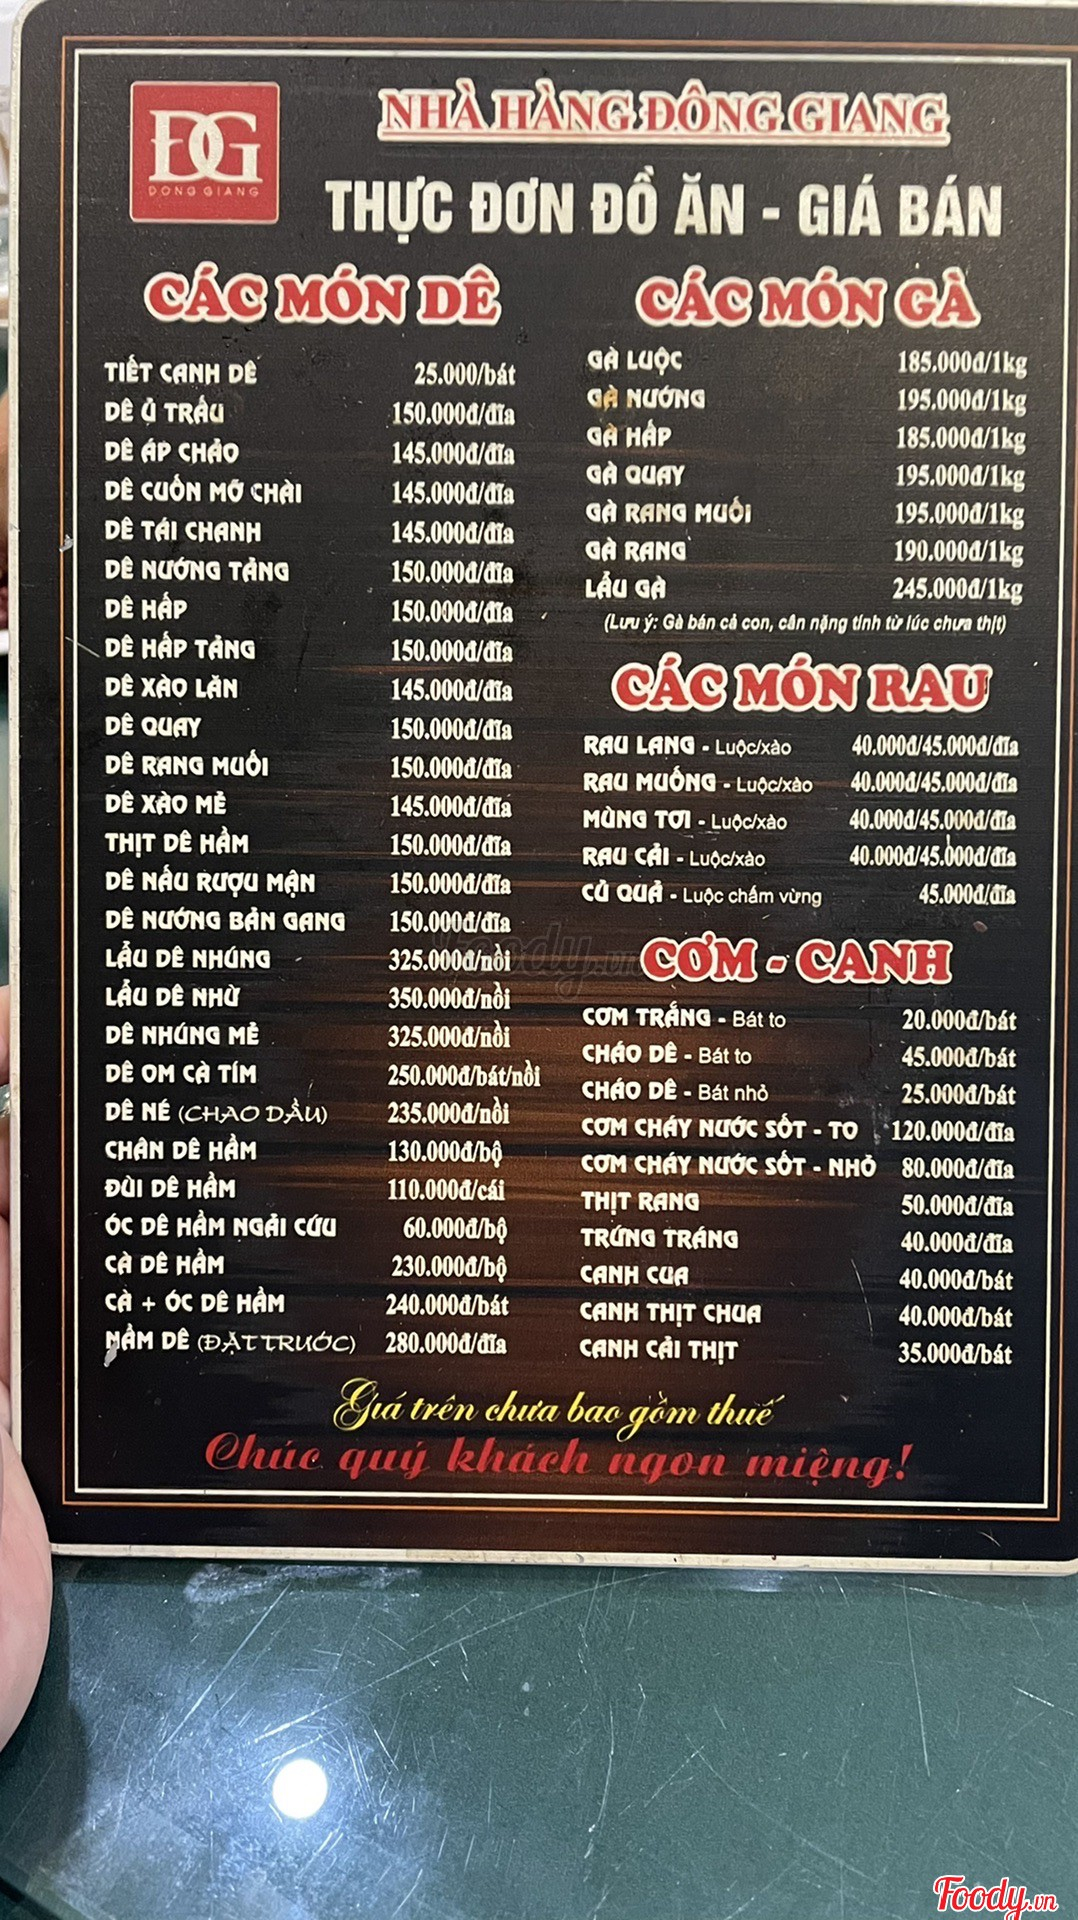 ĐG
DONG GIANG
NHÀ HÀNG ĐÔNG GIANG
THỰC ĐƠN ĐỒ ĂN - GIÁ BÁN
CÁC MÓN DÊ
TIẾT CANH DÊ 25.000/bát
DÊ Ủ TRẤU 150.000đ/đĩa
DÊ ÁP CHẢO 145.000đ/đĩa
DÊ CUỐN MỠ CHÀI 145.000đ/đĩa
DÊ TÁI CHANH 145.000đ/đĩa
DÊ NƯỚNG TẢNG 150.000đ/đĩa
DÊ HẤP 150.000đ/đĩa
DÊ HẤP TẢNG 150.000đ/đĩa
DÊ XÀO LĂN 145.000đ/đĩa
DÊ QUAY 150.000đ/đĩa
DÊ RANG MUỐI 150.000đ/đĩa
DÊ XÀO MẺ 145.000đ/đĩa
THỊT DÊ HẦM 150.000đ/đĩa
DÊ NẤU RƯỢU MẬN 150.000đ/đĩa
DÊ NƯỚNG BẢN GANG 150.000đ/đĩa
LẨU DÊ NHÚNG 325.000đ/nồi
LẨU DÊ NHỪ 350.000đ/nồi
DÊ NHÚNG MẺ 325.000đ/nồi
DÊ OM CÀ TÍM 250.000đ/bát/nồi
DÊ NÉ (CHAO DẦU) 235.000đ/nồi
CHÂN DÊ HẦM 130.000đ/bộ
ĐÙI DÊ HẦM 110.000đ/cái
ÓC DÊ HẦM NGẢI CỨU 60.000đ/bộ
CÀ DÊ HẦM 230.000đ/bộ
CÀ + ÓC DÊ HẦM 240.000đ/bát
NẦM DÊ (ĐẶT TRƯỚC) 280.000đ/đĩa
CÁC MÓN GÀ
GÀ LUỘC 185.000đ/1kg
GÀ NƯỚNG 195.000đ/1kg
GÀ HẤP 185.000đ/1kg
GÀ QUAY 195.000đ/1kg
GÀ RANG MUỐI 195.000đ/1kg
GÀ RANG 190.000đ/1kg
LẨU GÀ 245.000đ/1kg
(Lưu ý: Gà bán cả con, cân nặng tính từ lúc chưa thịt)
CÁC MÓN RAU
RAU LANG - Luộc/xào 40.000đ/45.000đ/đĩa
RAU MUỐNG - Luộc/xào 40.000đ/45.000đ/đĩa
MÙNG TƠI - Luộc/xào 40.000đ/45.000đ/đĩa
RAU CẢI - Luộc/xào 40.000đ/45.000đ/đĩa
CỦ QUẢ - Luộc chấm vừng 45.000đ/đĩa
CƠM - CANH
CƠM TRẮNG - Bát to 20.000đ/bát
CHÁO DÊ - Bát to 45.000đ/bát
CHÁO DÊ - Bát nhỏ 25.000đ/bát
CƠM CHÁY NƯỚC SỐT - TO 120.000đ/đĩa
CƠM CHÁY NƯỚC SỐT - NHỎ 80.000đ/đĩa
THỊT RANG 50.000đ/đĩa
TRỨNG TRÁNG 40.000đ/đĩa
CANH CUA 40.000đ/bát
CANH THỊT CHUA 40.000đ/bát
CANH CẢI THỊT 35.000đ/bát
Giá trên chưa bao gồm thuế
Chúc quý khách ngon miệng!
Foody.vn
Foody.vn